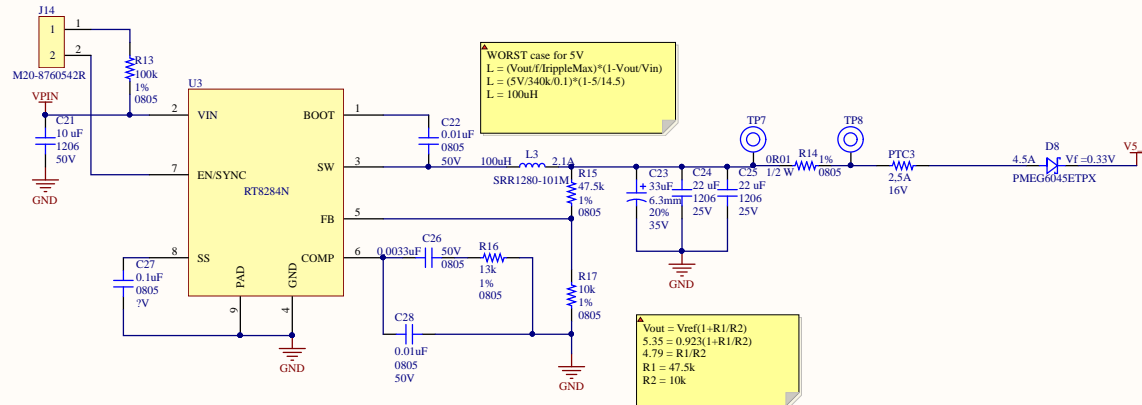 J14
1
1
2
2
M20-8760542R
R13
100k
1%
0805
VPIN
C21
10 uF
1206
50V
GND
U3
2
VIN
BOOT
1
7
EN/SYNC
SW
3
RT8284N
FB
5
8
SS
COMP
6
PAD
GND
9
4
GND
C27
0.1uF
0805
?V
C22
0.01uF
0805
50V
WORST case for 5V
L = (Vout/f/IrippleMax)*(1-Vout/Vin)
L = (5V/340k/0.1)*(1-5/14.5)
L = 100uH
100uH
L3
2.1A
SRR1280-101M
R15
47.5k
1%
0805
C23
33uF
6.3mm
20%
35V
C24
22 uF
1206
25V
C25
22 uF
1206
25V
GND
TP7
TP8
0R01
R14
1%
1/2 W
0805
PTC3
2,5A
16V
D8
4.5A
Vf =0.33V
PMEG6045ETPX
V5
0.0033uF
C26
50V
0805
R16
13k
1%
0805
R17
10k
1%
0805
C28
0.01uF
0805
50V
GND
Vout = Vref(1+R1/R2)
5.35 = 0.923(1+R1/R2)
4.79 = R1/R2
R1 = 47.5k
R2 = 10k